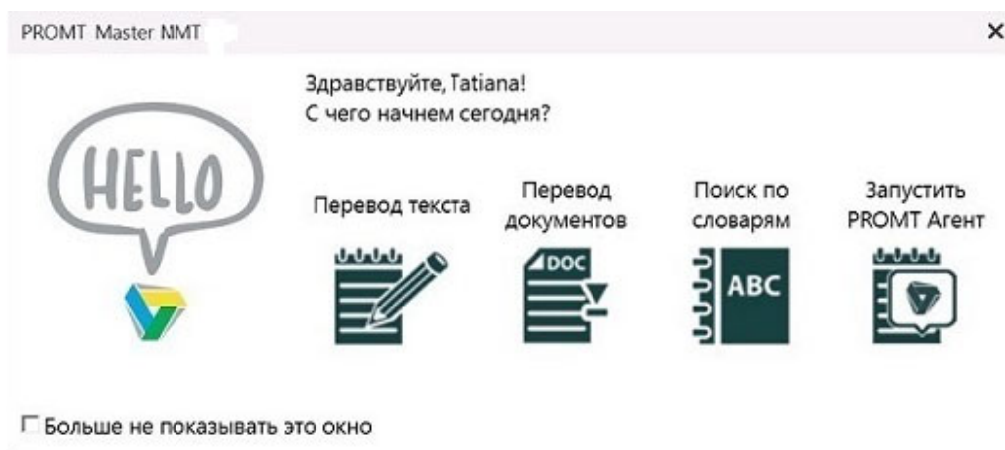 PROMT Master NMT
Здравствуйте, Tatiana!
С чего начнем сегодня?
HELLO
Перевод текста
Перевод
документов
Поиск по
словарям
Запустить
PROMT Агент
DOC
ABC
Больше не показывать это окно